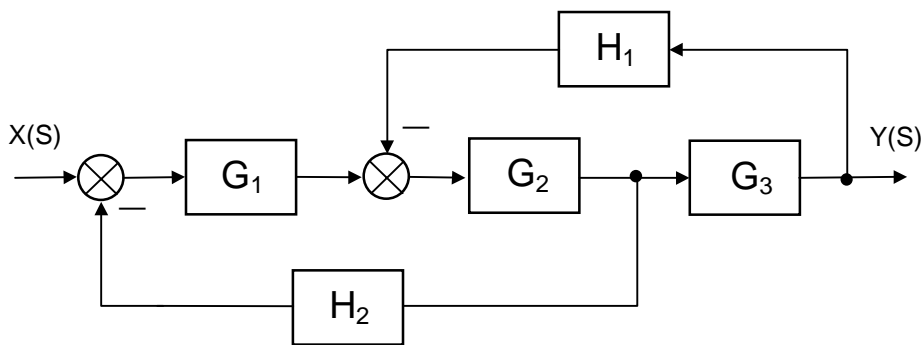 H₁
X(S)
—
Y(S)
G₁
G₂
G₃
—
H₂